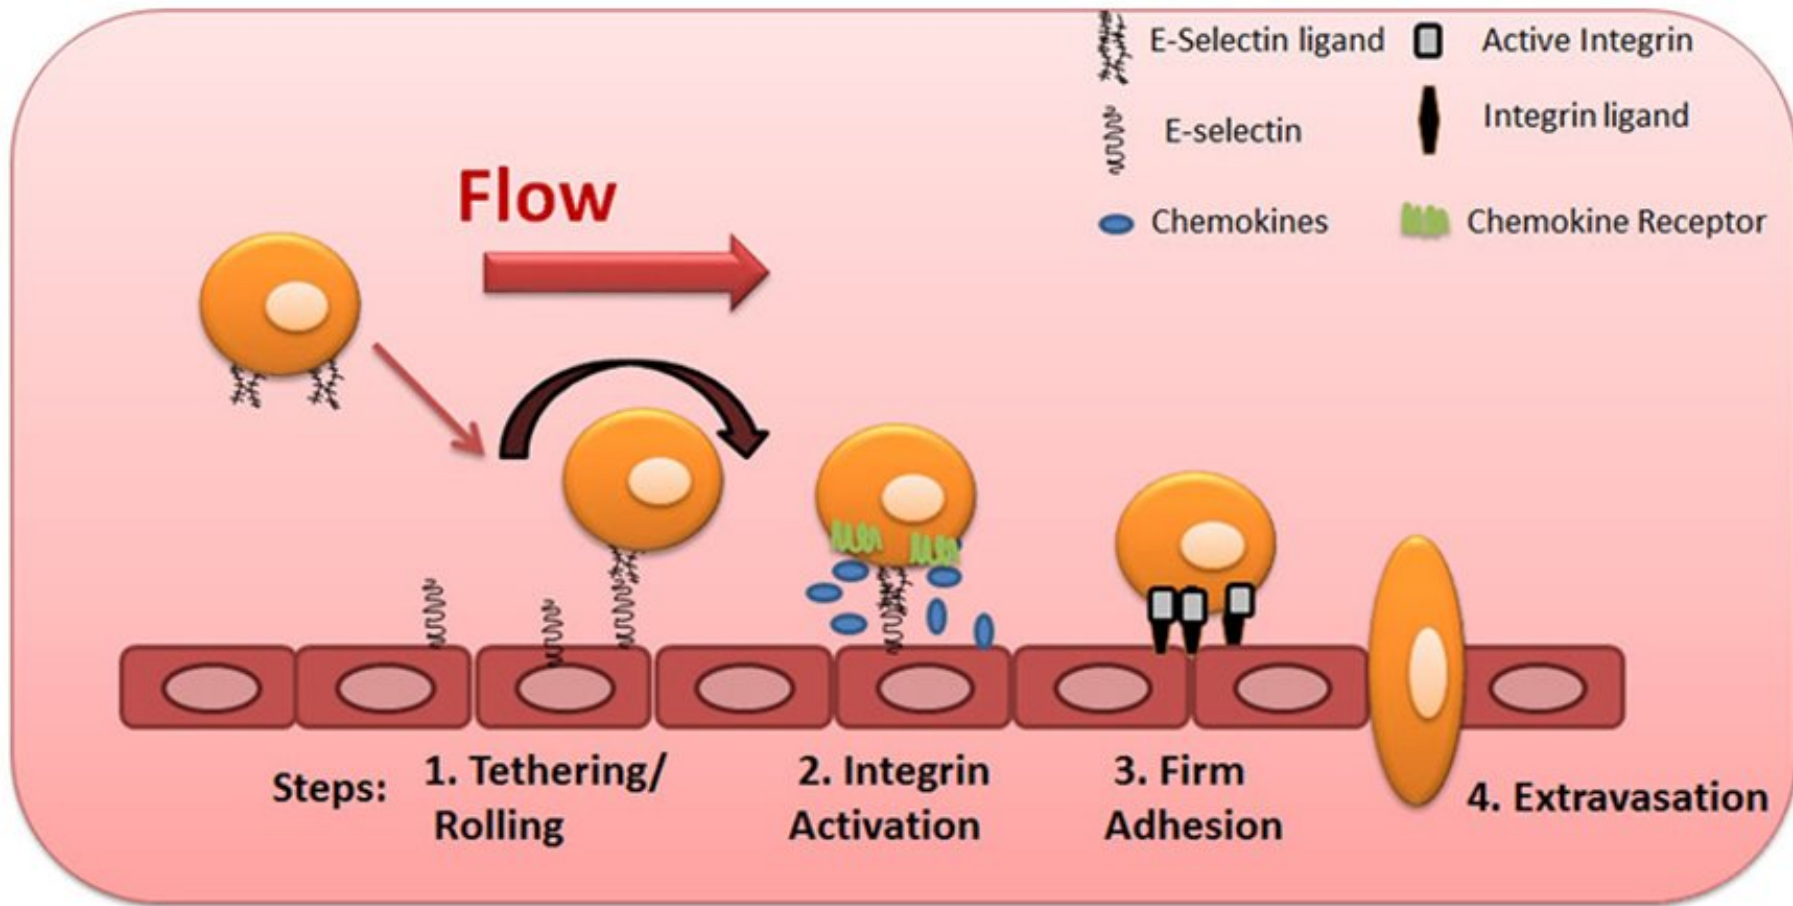 E-Selectin ligand
Active Integrin
E-selectin
Integrin ligand
Chemokines
Chemokine Receptor
Flow
Steps:
1. Tethering/
Rolling
2. Integrin
Activation
3. Firm
Adhesion
4. Extravasation